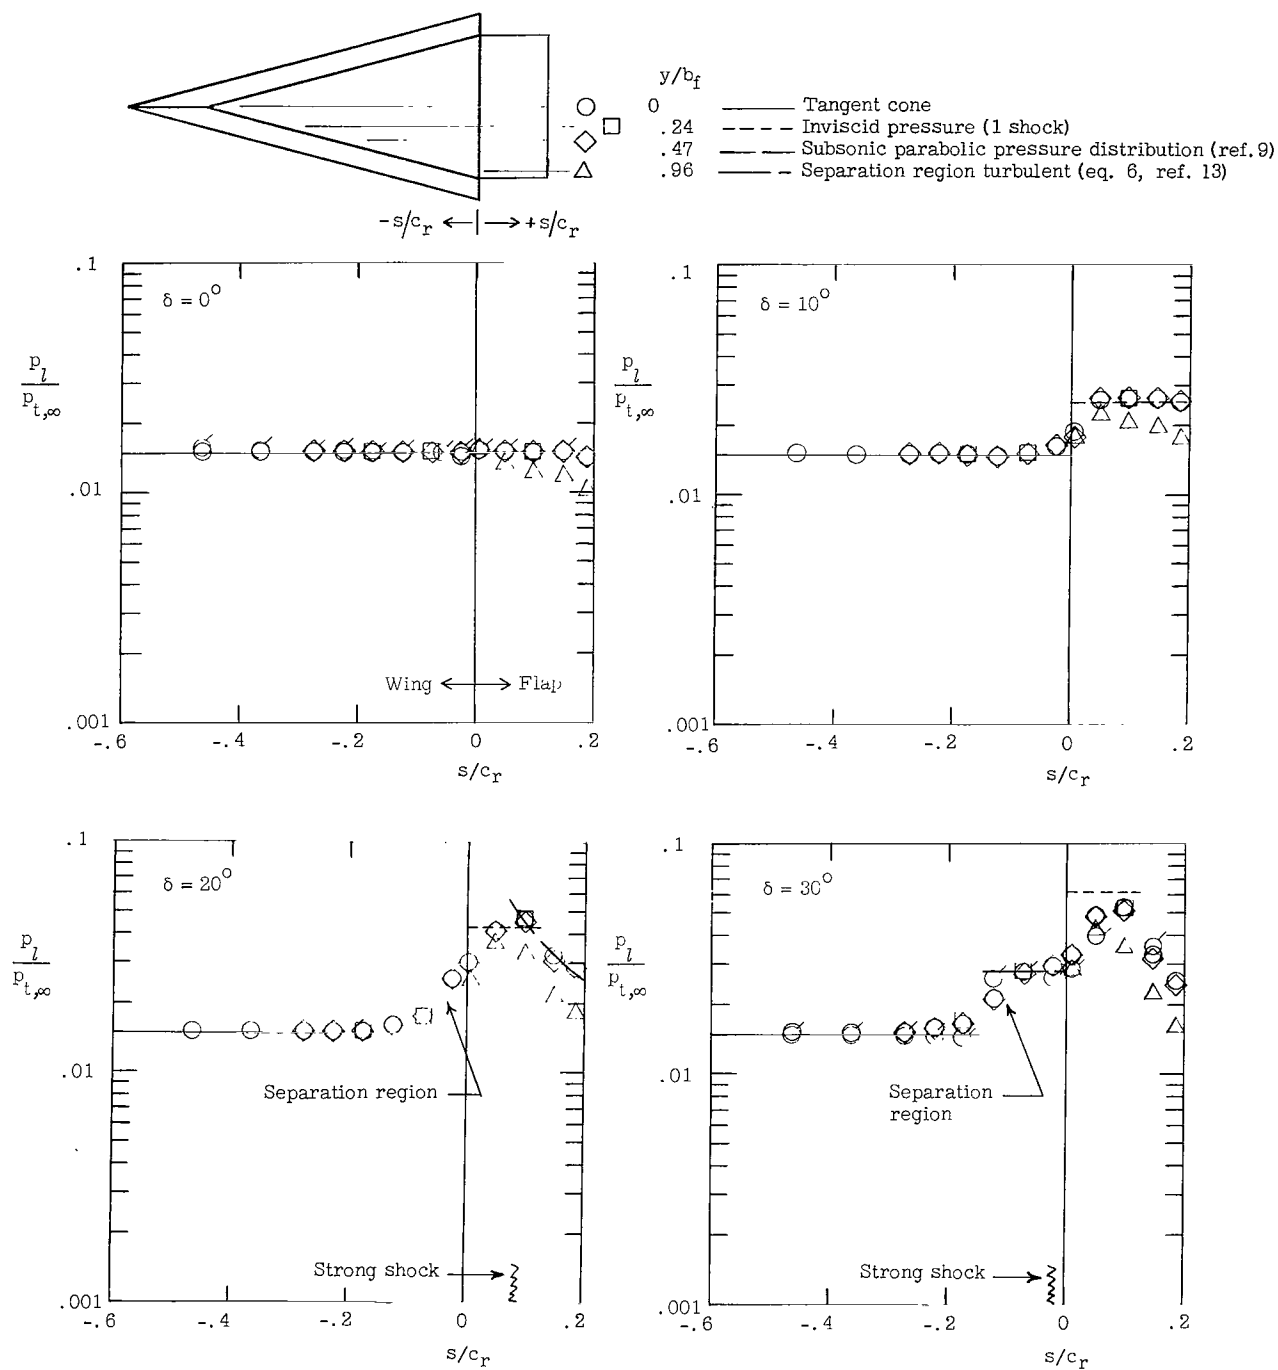 y/b_f
0 Tangent cone
.24 Inviscid pressure (1 shock)
.47 Subsonic parabolic pressure distribution (ref. 9)
.96 Separation region turbulent (eq. 6, ref. 13)
-s/c_r +s/c_r
.1
δ = 0°
p_l
p_t,∞
.01
Wing Flap
.001
-.6 -.4 -.2 0 .2
s/c_r
.1
δ = 10°
p_l
p_t,∞
.01
.001
-.6 -.4 -.2 0 .2
s/c_r
.1
δ = 20°
p_l
p_t,∞
.01
Separation region
Strong shock
.001
-.6 -.4 -.2 0 .2
s/c_r
.1
δ = 30°
p_l
p_t,∞
.01
Separation
region
Strong shock
.001
-.6 -.4 -.2 0 .2
s/c_r